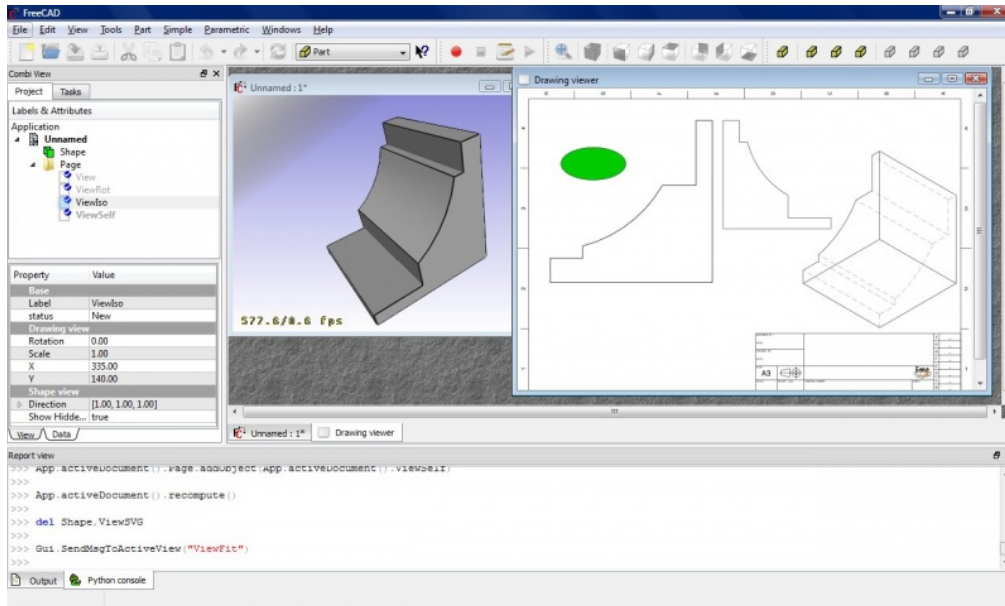 FreeCAD
File Edit View Tools Part Simple Parametric Windows Help
Part
Combi View
Project Tasks
Labels & Attributes
Application
Unnamed
Shape
Page
View
ViewRot
ViewIso
ViewSelf
Property Value
Base
Label ViewIso
status New
Drawing view
Rotation 0.00
Scale 1.00
X 335.00
Y 140.00
Shape view
Direction [1.00, 1.00, 1.00]
Show Hidde... true
View Data
Unnamed : 1*
577.6/0.6 fps
Drawing viewer
A3
Unnamed : 1* Drawing viewer
Report view
>>> App.activeDocument().Page.addObject(App.activeDocument().ViewSelf)
>>>
>>> App.activeDocument().recompute()
>>>
>>> del Shape,ViewSVG
>>>
>>> Gui.SendMsgToActiveView("ViewFit")
>>>
Output Python console